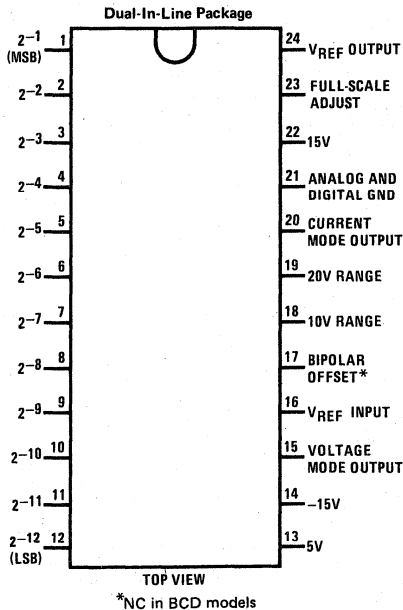 Dual-In-Line Package
2−1 1 24 VREF OUTPUT
(MSB)
2−2 2 23 FULL-SCALE
ADJUST
2−3 3 22 15V
2−4 4 21 ANALOG AND
DIGITAL GND
2−5 5 20 CURRENT
MODE OUTPUT
2−6 6 19 20V RANGE
2−7 7 18 10V RANGE
2−8 8 17 BIPOLAR
OFFSET*
2−9 9 16 VREF INPUT
2−10 10 15 VOLTAGE
MODE OUTPUT
2−11 11 14 −15V
2−12 12 13 5V
(LSB)
TOP VIEW
*NC in BCD models